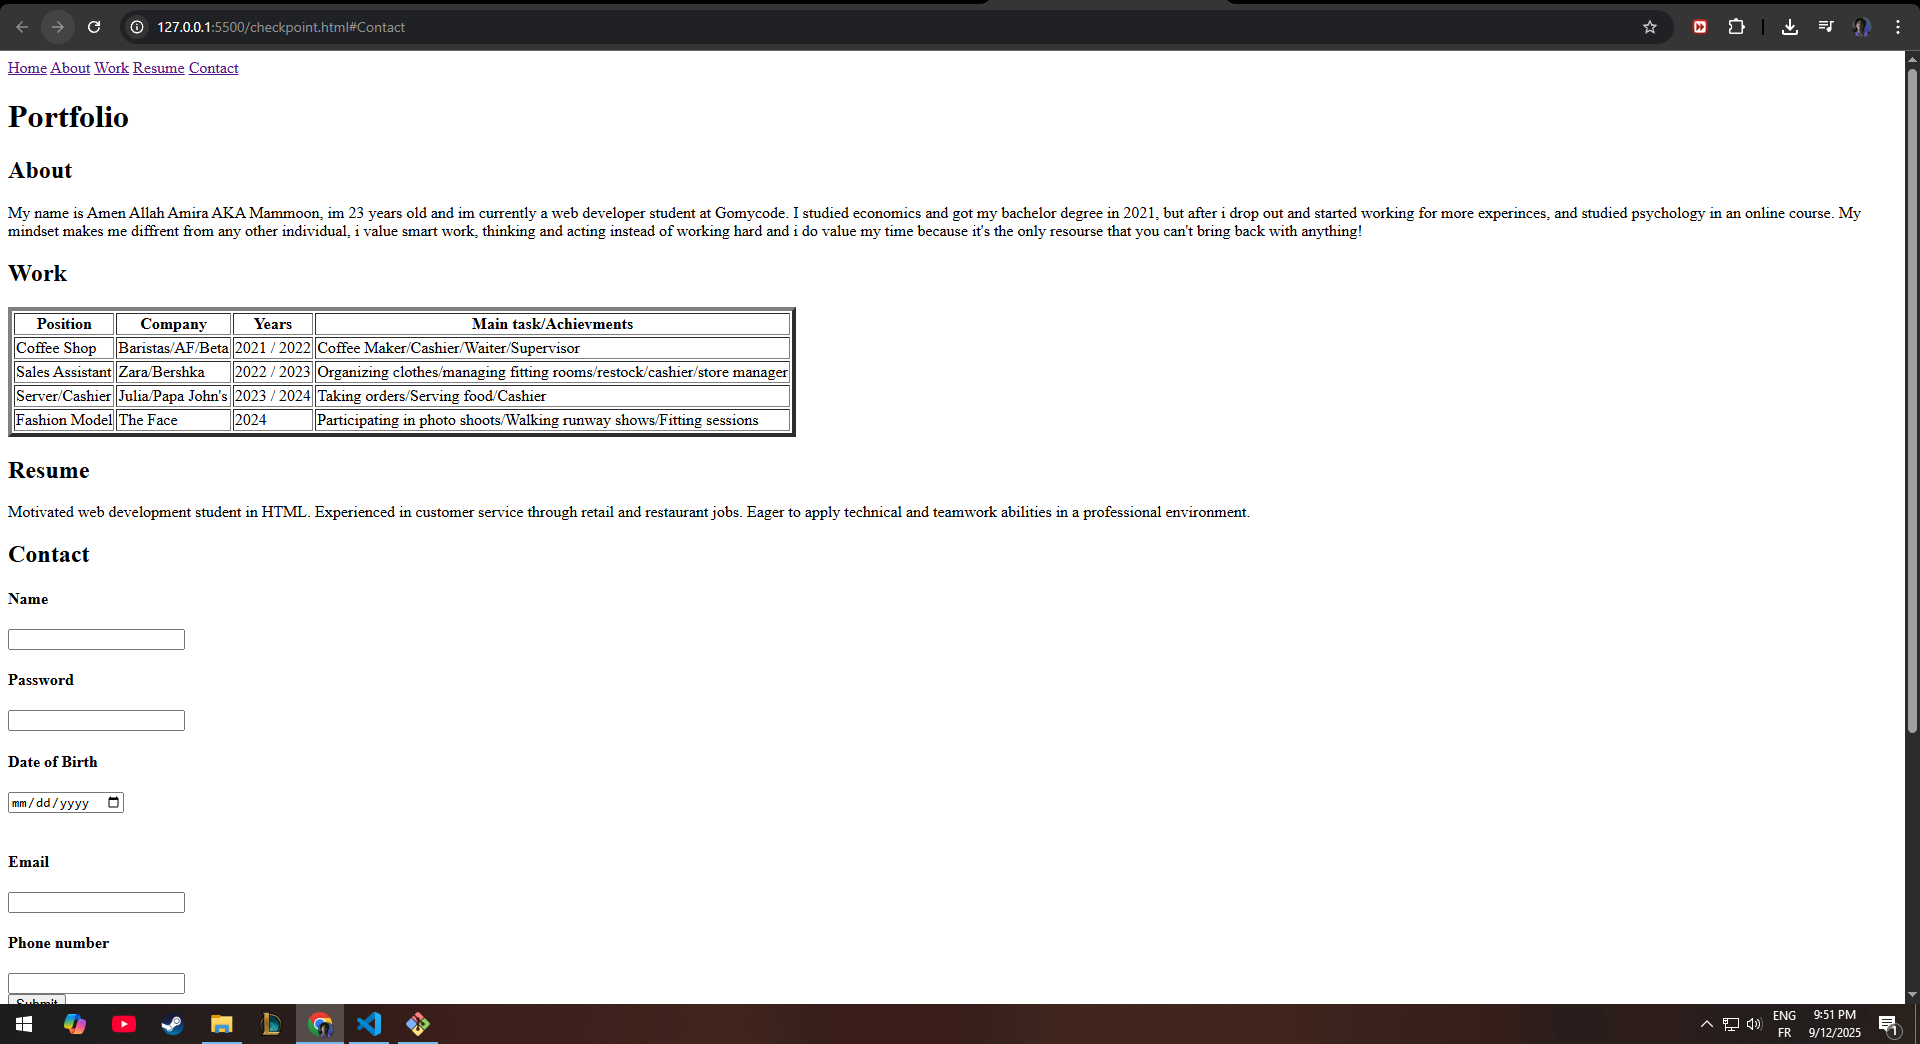 127.0.0.1:5500/checkpoint.html#Contact
Home About Work Resume Contact
Portfolio
About
My name is Amen Allah Amira AKA Mammoon, im 23 years old and im currently a web developer student at Gomycode. I studied economics and got my bachelor degree in 2021, but after i drop out and started working for more experinces, and studied psychology in an online course. My
mindset makes me diffrent from any other individual, i value smart work, thinking and acting instead of working hard and i do value my time because it's the only resourse that you can't bring back with anything!
Work
Position Company Years Main task/Achievments
Coffee Shop Baristas/AF/Beta 2021 / 2022 Coffee Maker/Cashier/Waiter/Supervisor
Sales Assistant Zara/Bershka 2022 / 2023 Organizing clothes/managing fitting rooms/restock/cashier/store manager
Server/Cashier Julia/Papa John's 2023 / 2024 Taking orders/Serving food/Cashier
Fashion Model The Face 2024 Participating in photo shoots/Walking runway shows/Fitting sessions
Resume
Motivated web development student in HTML. Experienced in customer service through retail and restaurant jobs. Eager to apply technical and teamwork abilities in a professional environment.
Contact
Name
Password
Date of Birth
mm/dd/yyyy
Email
Phone number
Submit
ENG 9:51 PM
FR 9/12/2025 1